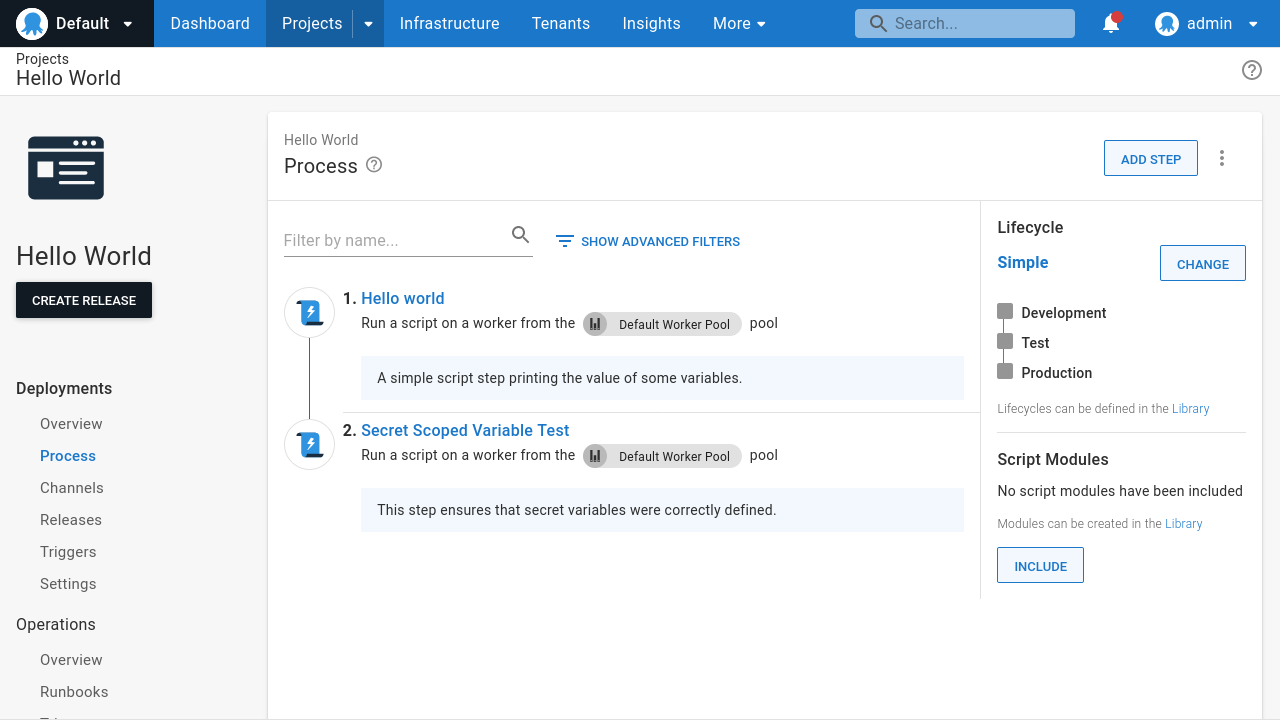 Default
Dashboard
Projects
Infrastructure
Tenants
Insights
More
Search...
admin
Projects
Hello World
Hello World
CREATE RELEASE
Deployments
Overview
Process
Channels
Releases
Triggers
Settings
Operations
Overview
Runbooks
Hello World
Process
ADD STEP
Filter by name...
SHOW ADVANCED FILTERS
1. Hello world
Run a script on a worker from the Default Worker Pool pool
A simple script step printing the value of some variables.
2. Secret Scoped Variable Test
Run a script on a worker from the Default Worker Pool pool
This step ensures that secret variables were correctly defined.
Lifecycle
Simple
CHANGE
Development
Test
Production
Lifecycles can be defined in the Library
Script Modules
No script modules have been included
Modules can be created in the Library
INCLUDE